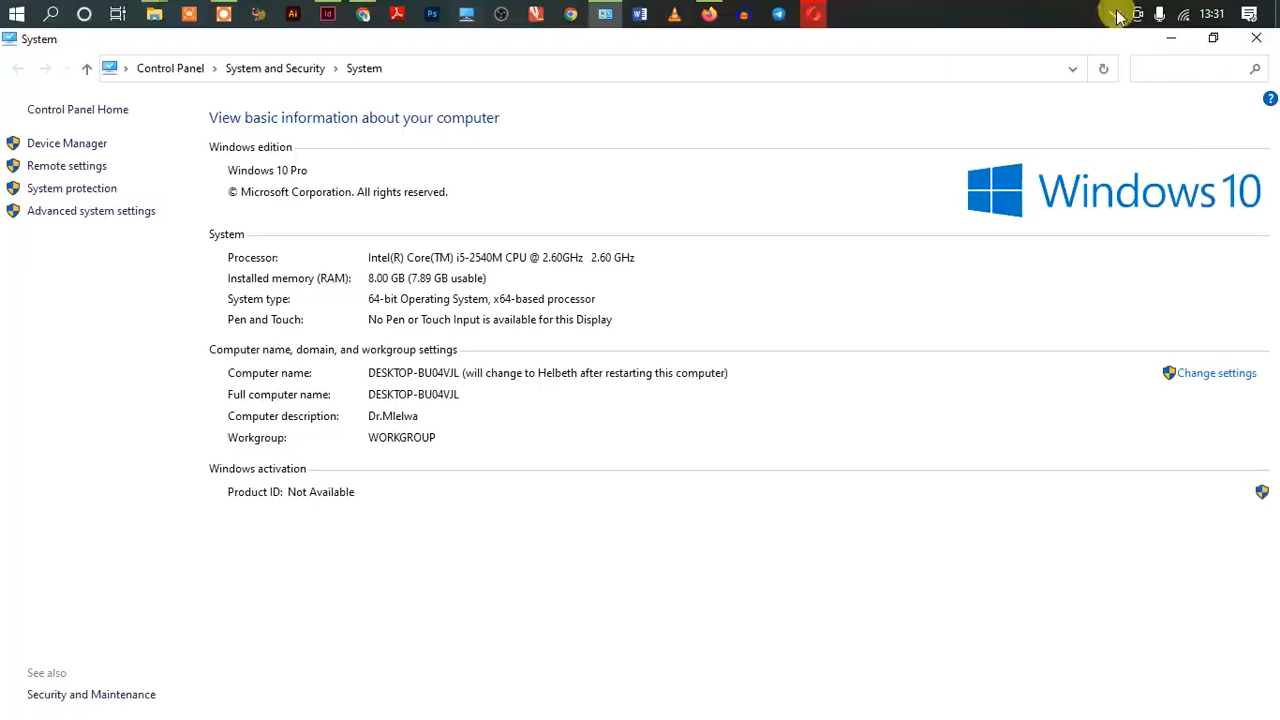 Ai
Id
Ps
W
13:31
System
Control Panel › System and Security › System
Control Panel Home
Device Manager
Remote settings
System protection
Advanced system settings
View basic information about your computer
Windows edition
Windows 10 Pro
© Microsoft Corporation. All rights reserved.
Windows 10
System
Processor: Intel(R) Core(TM) i5-2540M CPU @ 2.60GHz 2.60 GHz
Installed memory (RAM): 8.00 GB (7.89 GB usable)
System type: 64-bit Operating System, x64-based processor
Pen and Touch: No Pen or Touch Input is available for this Display
Computer name, domain, and workgroup settings
Computer name: DESKTOP-BU04VJL (will change to Helbeth after restarting this computer)
Change settings
Full computer name: DESKTOP-BU04VJL
Computer description: Dr.Mlelwa
Workgroup: WORKGROUP
Windows activation
Product ID: Not Available
See also
Security and Maintenance